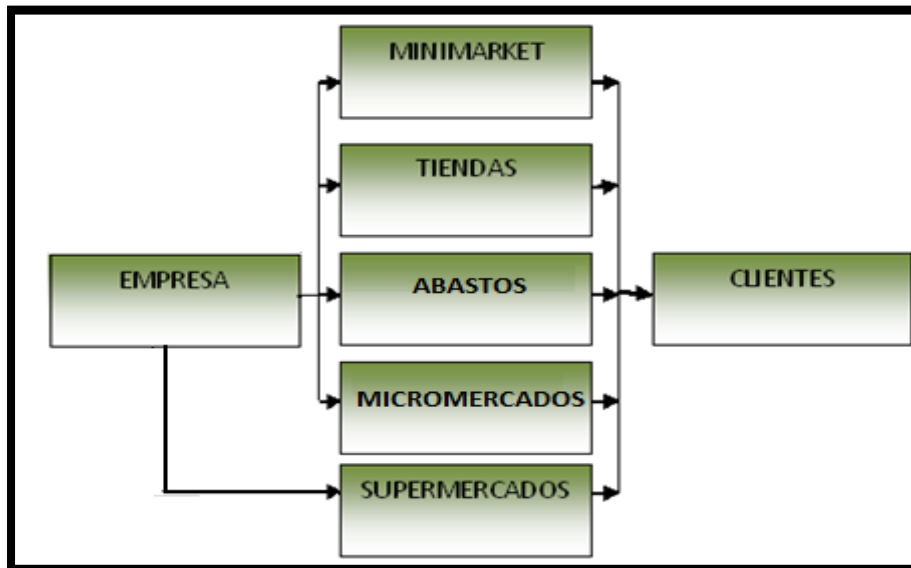 MINIMARKET
TIENDAS
EMPRESA
ABASTOS
CLIENTES
MICROMERCADOS
SUPERMERCADOS